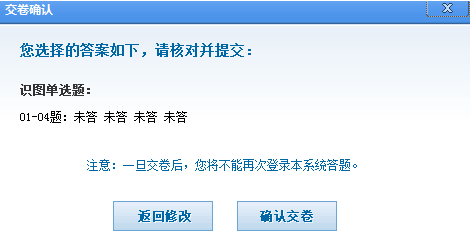 交卷确认
您选择的答案如下，请核对并提交：
识图单选题：
01-04题：未答 未答 未答 未答
注意：一旦交卷后，您将不能再次登录本系统答题。
返回修改 确认交卷